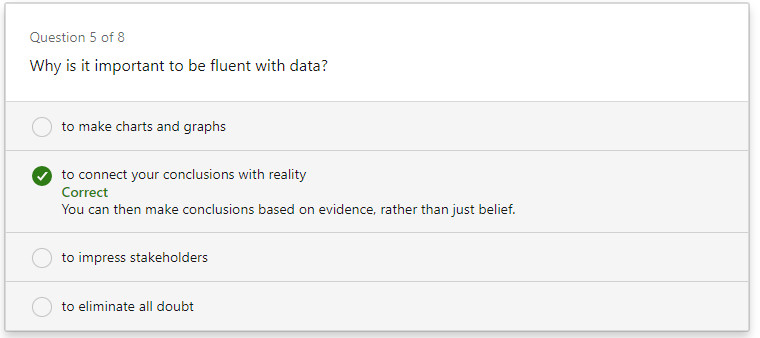 Question 5 of 8
Why is it important to be fluent with data?
to make charts and graphs
to connect your conclusions with reality
Correct
You can then make conclusions based on evidence, rather than just belief.
to impress stakeholders
to eliminate all doubt